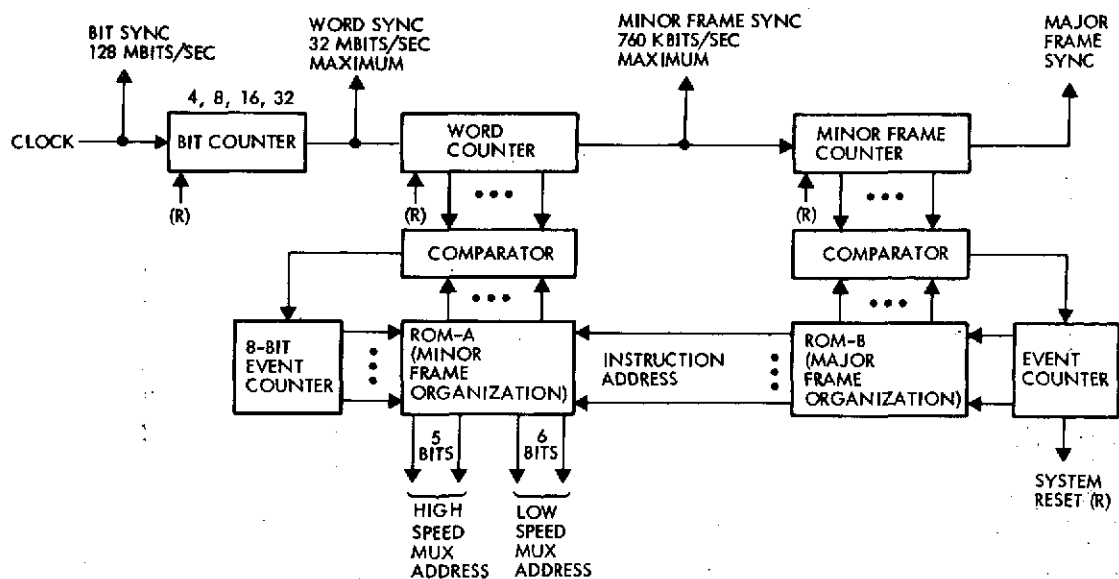 BIT SYNC
128 MBITS/SEC
WORD SYNC
32 MBITS/SEC
MAXIMUM
MINOR FRAME SYNC
760 KBITS/SEC
MAXIMUM
MAJOR
FRAME
SYNC
4, 8, 16, 32
CLOCK
BIT COUNTER
WORD
COUNTER
MINOR FRAME
COUNTER
(R)
(R)
(R)
COMPARATOR
COMPARATOR
8-BIT
EVENT
COUNTER
ROM-A
(MINOR
FRAME
ORGANIZATION)
INSTRUCTION
ADDRESS
ROM-B
(MAJOR
FRAME
ORGANIZATION)
EVENT
COUNTER
5
BITS
6
BITS
HIGH
SPEED
MUX
ADDRESS
LOW
SPEED
MUX
ADDRESS
SYSTEM
RESET (R)